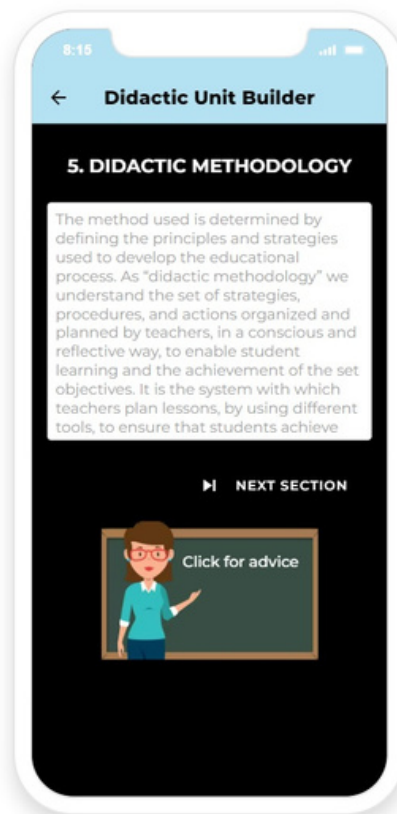 8:15
Didactic Unit Builder
5. DIDACTIC METHODOLOGY
The method used is determined by
defining the principles and strategies
used to develop the educational
process. As “didactic methodology” we
understand the set of strategies,
procedures, and actions organized and
planned by teachers, in a conscious and
reflective way, to enable student
learning and the achievement of the set
objectives. It is the system with which
teachers plan lessons, by using different
tools, to ensure that students achieve
NEXT SECTION
Click for advice